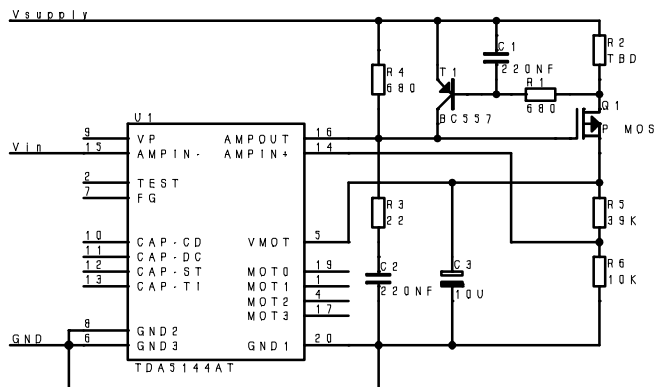 Vsupply
C1
220NF
R2
TBD
R4
680
T1
BC557
R1
680
Q1
P MOS
U1
9 VP AMPOUT 16
Vin 15 AMPIN- AMPIN+ 14
2 TEST
7 FG
R3
22
R5
39K
10 CAP-CD VMOT 5
11 CAP-DC
12 CAP-ST MOT0 19
13 CAP-TI MOT1 1
MOT2 4
MOT3 17
C2
220NF
C3
10U
R6
10K
8 GND2
GND 6 GND3 GND1 20
TDA5144AT